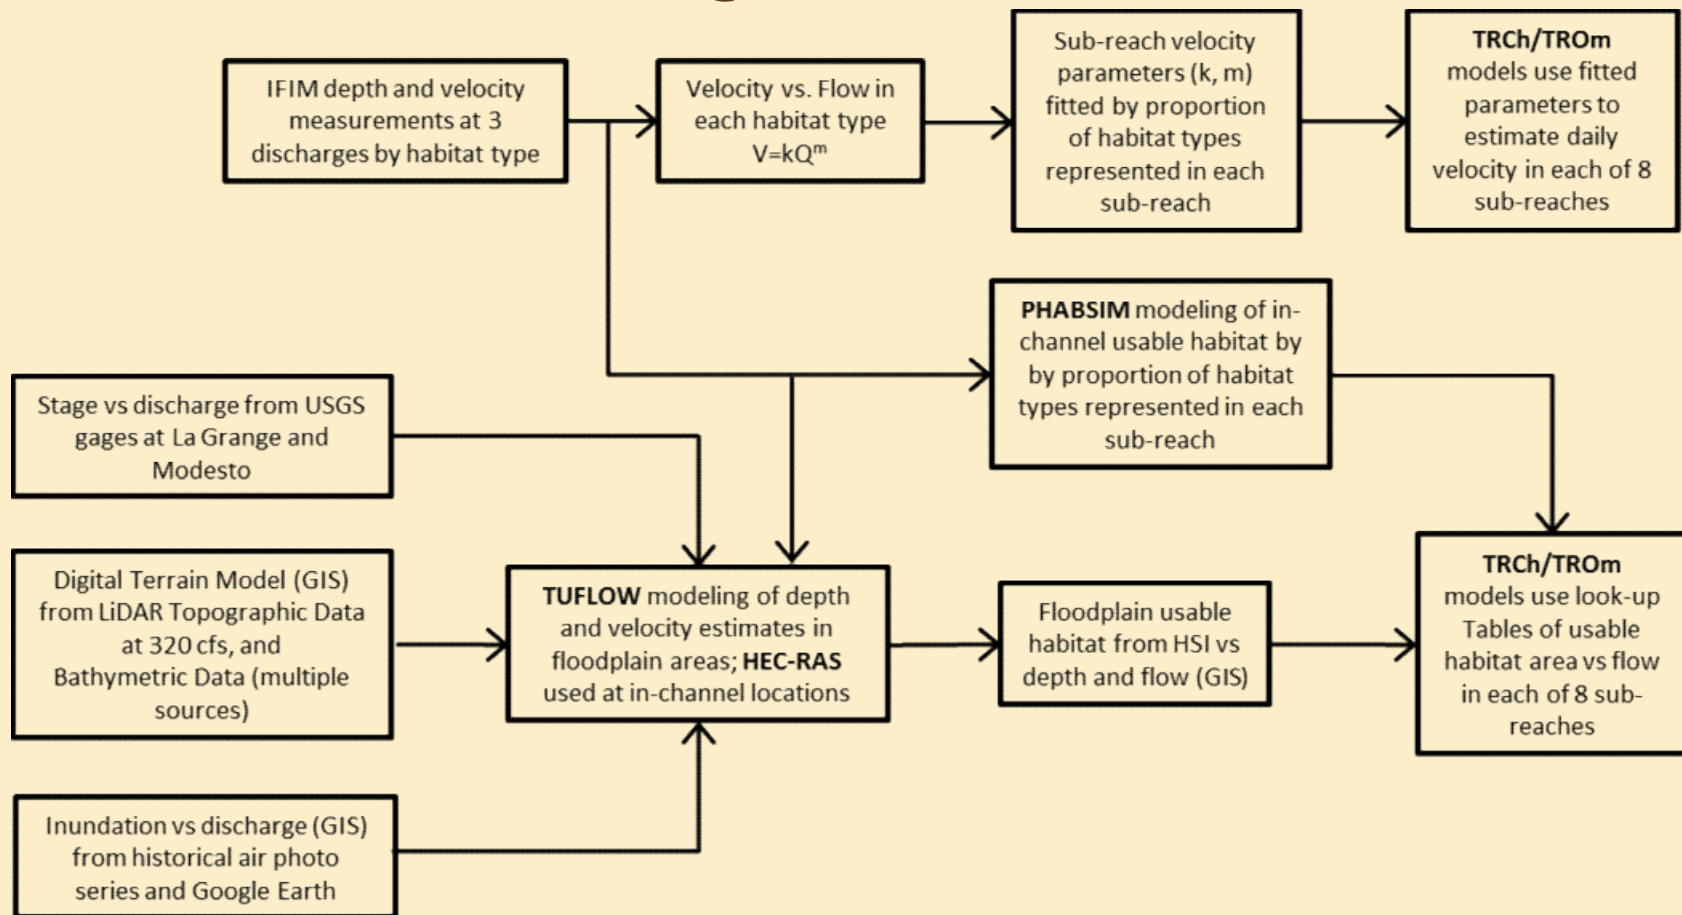 IFIM depth and velocity
measurements at 3
discharges by habitat type
Velocity vs. Flow in
each habitat type
V=kQᵐ
Sub-reach velocity
parameters (k, m)
fitted by proportion
of habitat types
represented in each
sub-reach
TRCh/TROm
models use fitted
parameters to
estimate daily
velocity in each of 8
sub-reaches
PHABSIM modeling of in-
channel usable habitat by
by proportion of habitat
types represented in each
sub-reach
Stage vs discharge from USGS
gages at La Grange and
Modesto
Digital Terrain Model (GIS)
from LiDAR Topographic Data
at 320 cfs, and
Bathymetric Data (multiple
sources)
TUFLOW modeling of depth
and velocity estimates in
floodplain areas; HEC-RAS
used at in-channel locations
Floodplain usable
habitat from HSI vs
depth and flow (GIS)
TRCh/TROm
models use look-up
Tables of usable
habitat area vs flow
in each of 8 sub-
reaches
Inundation vs discharge (GIS)
from historical air photo
series and Google Earth